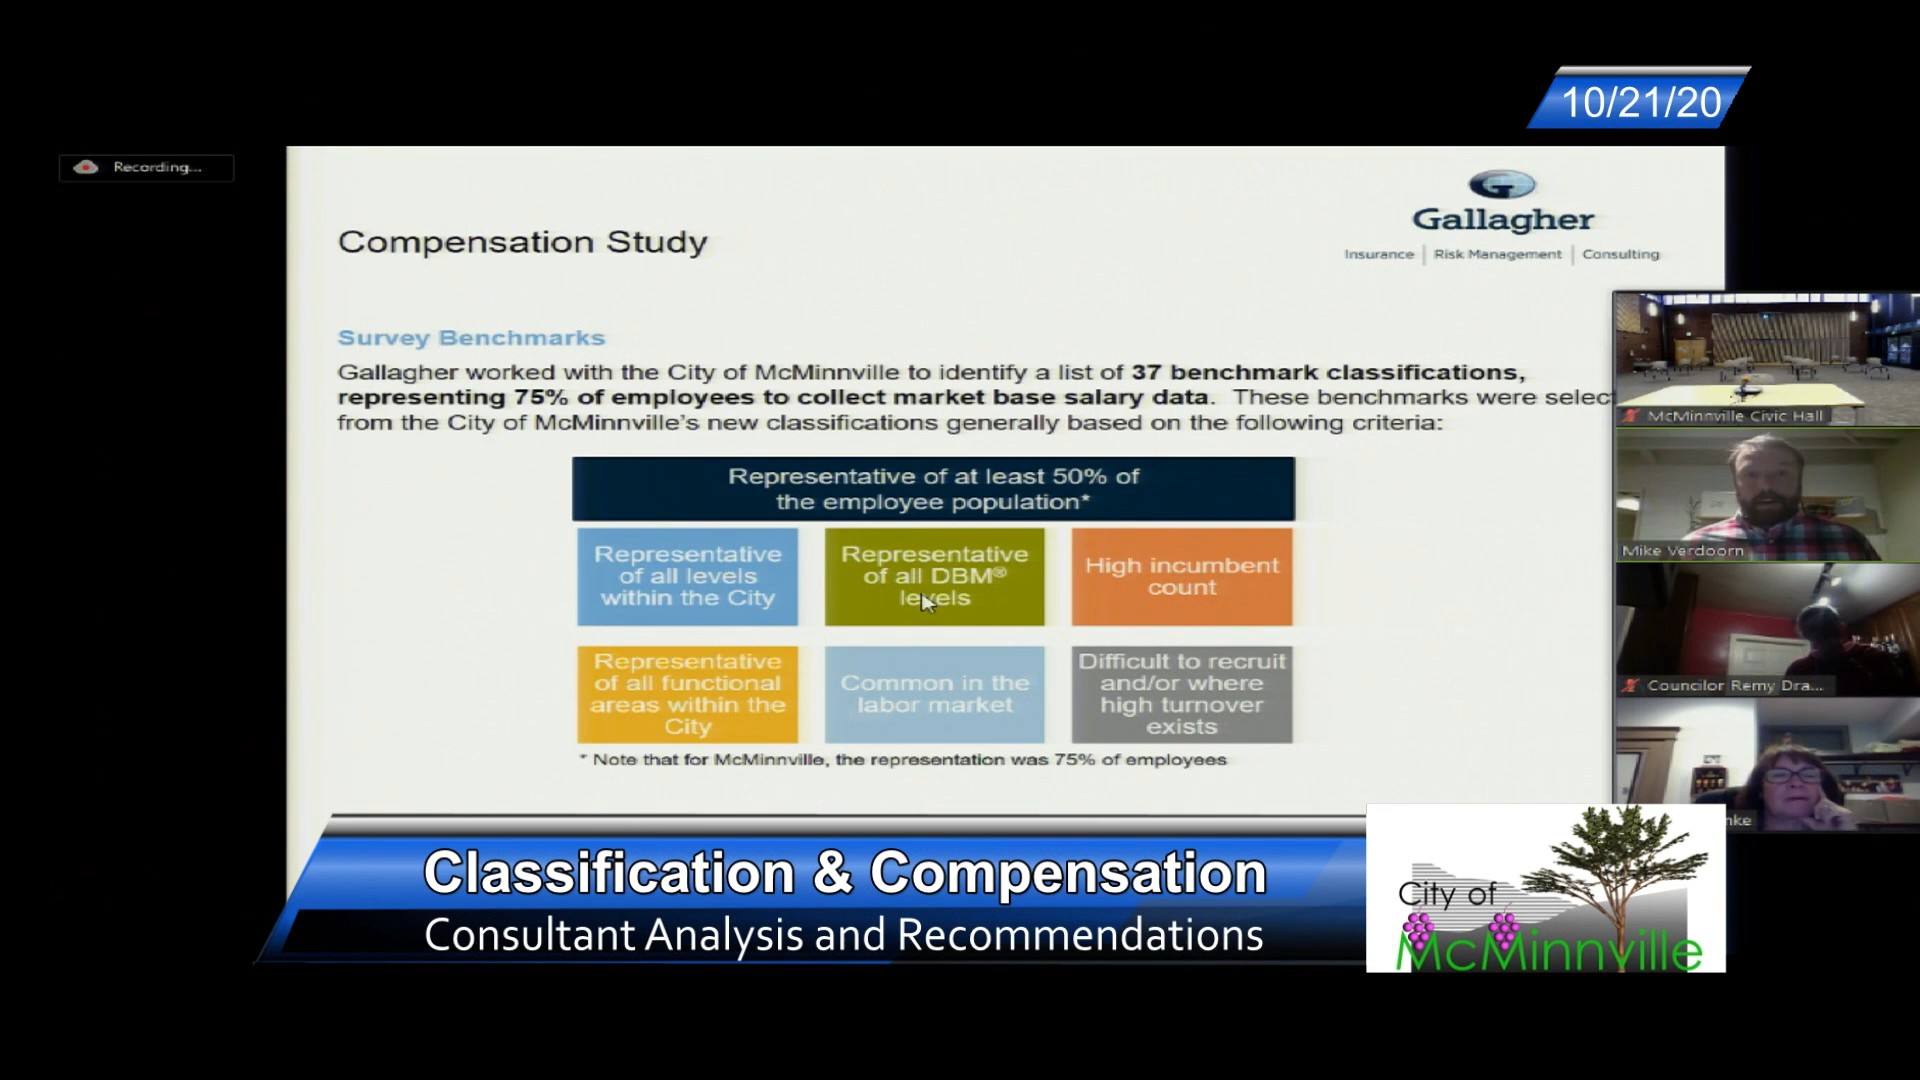 10/21/20
Recording...
Gallagher
Insurance | Risk Management | Consulting
Compensation Study
Survey Benchmarks
Gallagher worked with the City of McMinnville to identify a list of 37 benchmark classifications,
representing 75% of employees to collect market base salary data. These benchmarks were selec
from the City of McMinnville's new classifications generally based on the following criteria:
Representative of at least 50% of
the employee population*
Representative
of all levels
within the City
Representative
of all DBM®
levels
High incumbent
count
Representative
of all functional
areas within the
City
Common in the
labor market
Difficult to recruit
and/or where
high turnover
exists
* Note that for McMinnville, the representation was 75% of employees
McMinnville Civic Hall
Mike Verdoorn
Councilor Remy Dra...
nke
Classification & Compensation
Consultant Analysis and Recommendations
City of
McMinnville